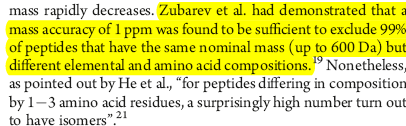 mass rapidly decreases. Zubarev et al. had demonstrated that a
mass accuracy of 1 ppm was found to be sufficient to exclude 99%
of peptides that have the same nominal mass (up to 600 Da) but
different elemental and amino acid compositions.19 Nonetheless,
as pointed out by He et al., “for peptides differing in composition
by 1−3 amino acid residues, a surprisingly high number turn out
to have isomers”.21